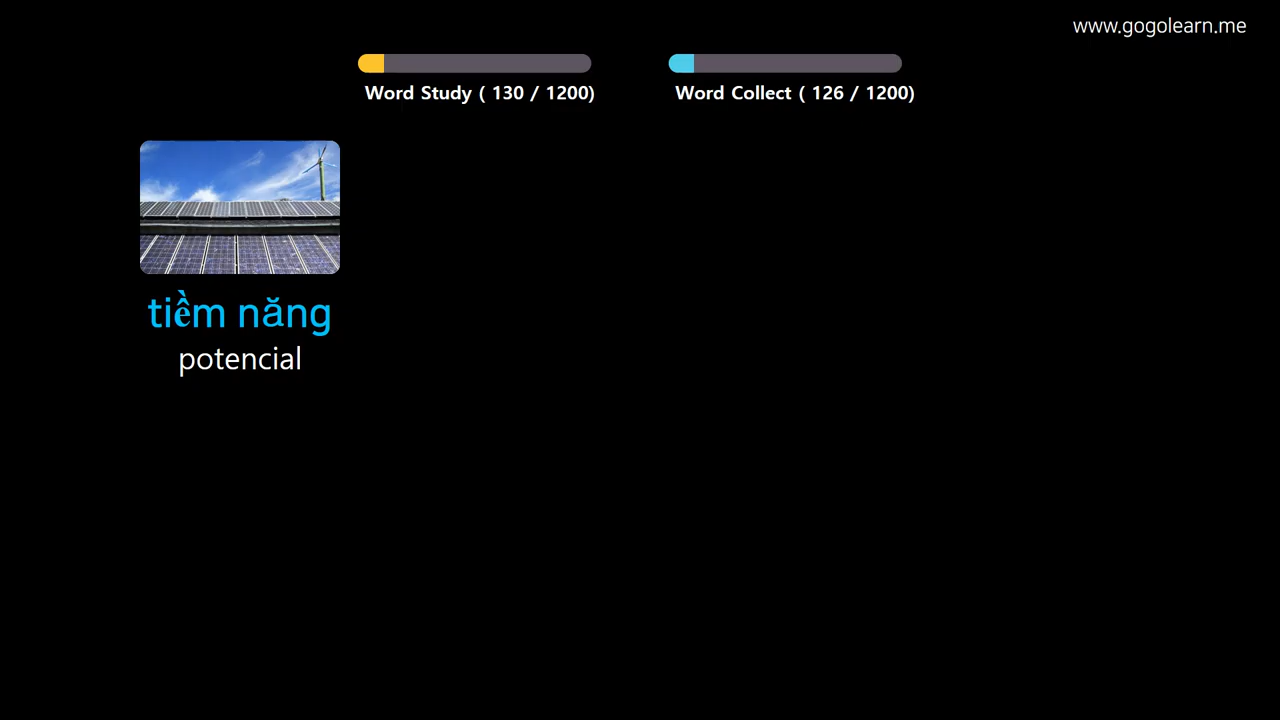 www.gogolearn.me
Word Study ( 130 / 1200)
Word Collect ( 126 / 1200)
tiềm năng
potencial